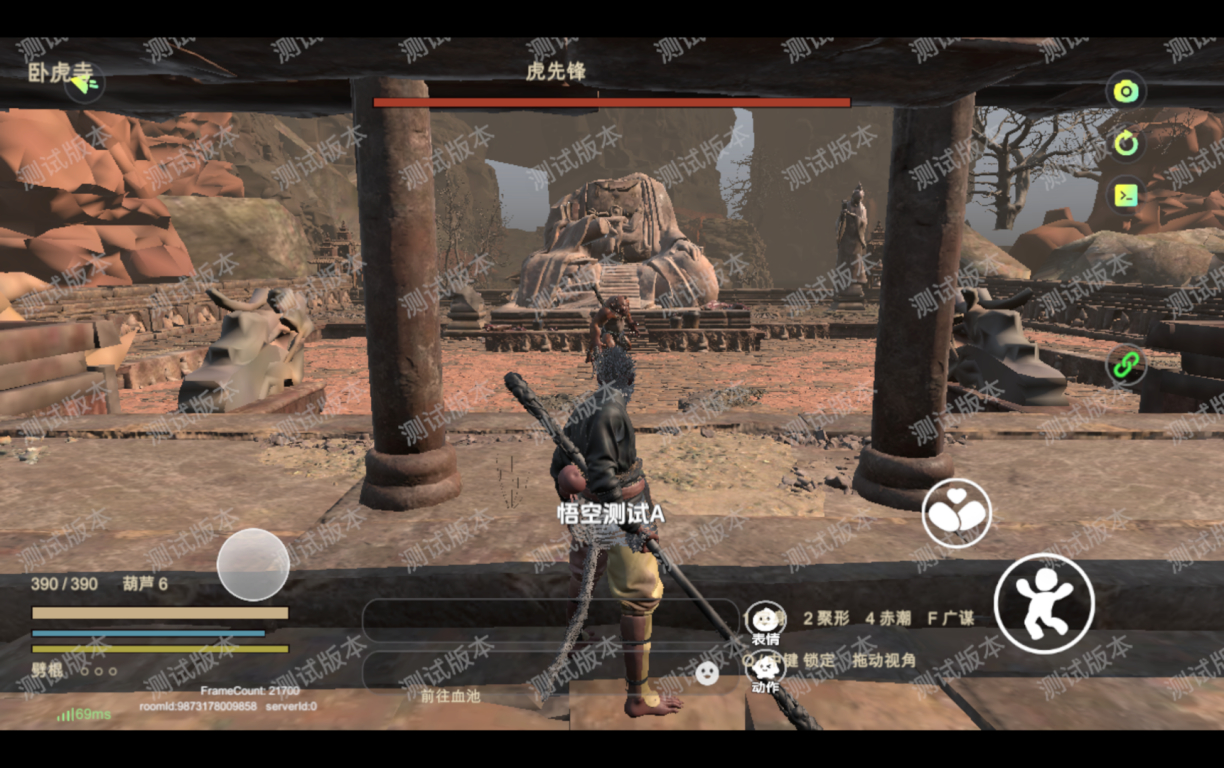 卧虎寺
虎先锋
悟空测试A
390 / 390 葫芦 6
2 聚形 4 赤潮 F 广谋
表情
中键 锁定 拖动视角
动作
劈棍
前往血池
FrameCount: 21700
roomId:9873178009858 serverId:0
69ms
测试版本